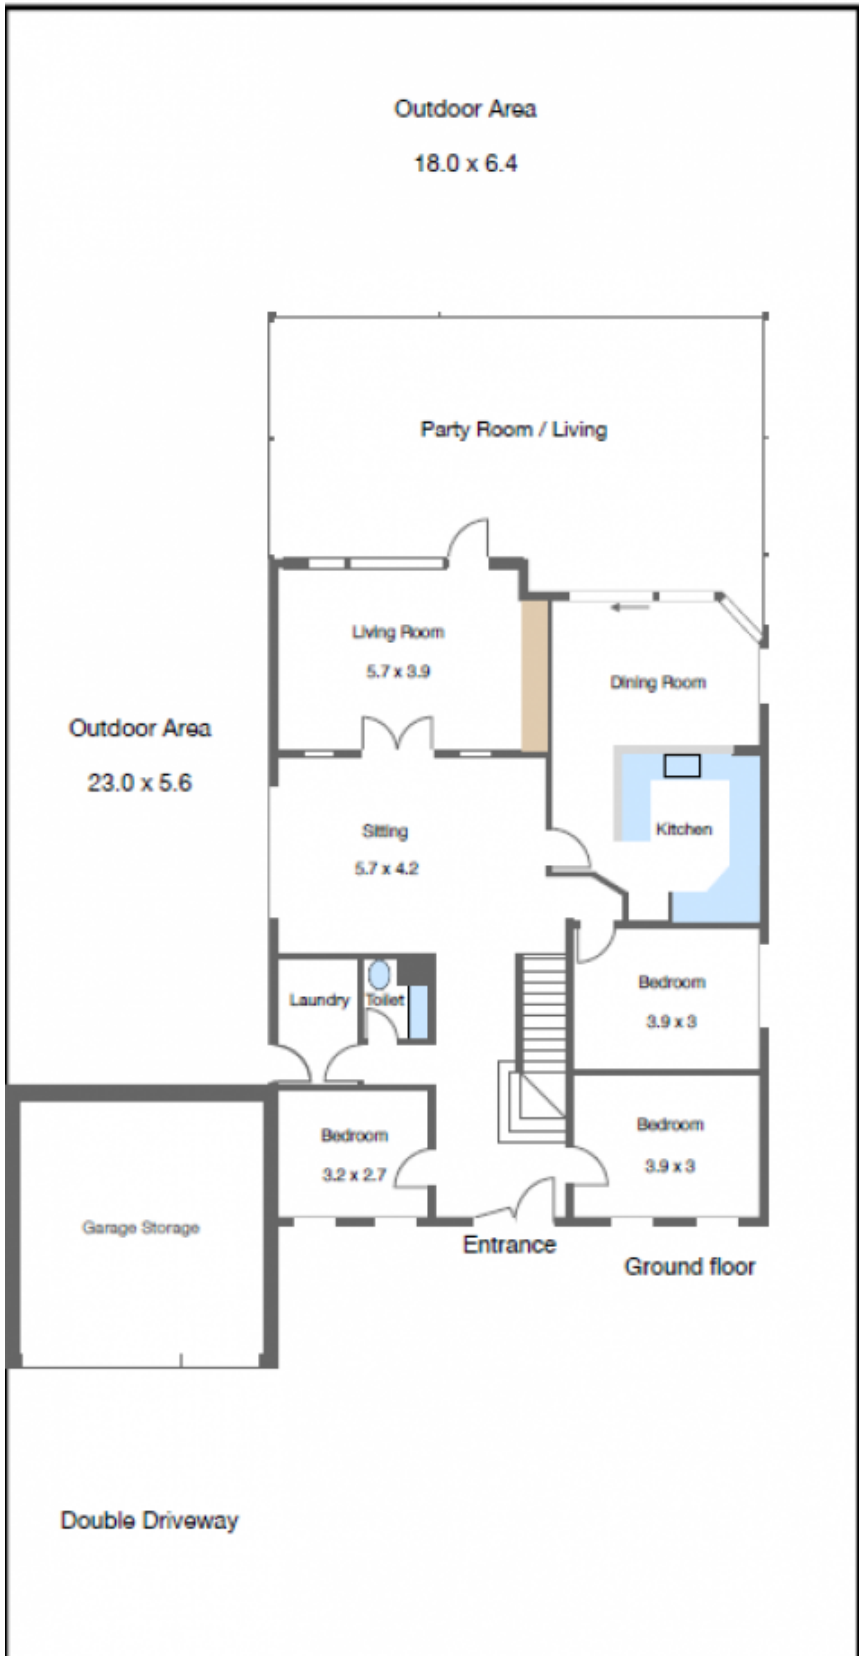 Outdoor Area
18.0 x 6.4
Party Room / Living
Living Room
5.7 x 3.9
Dining Room
Outdoor Area
23.0 x 5.6
Sitting
5.7 x 4.2
Kitchen
Laundry
Toilet
Bedroom
3.9 x 3
Bedroom
3.2 x 2.7
Bedroom
3.9 x 3
Garage Storage
Entrance
Ground floor
Double Driveway